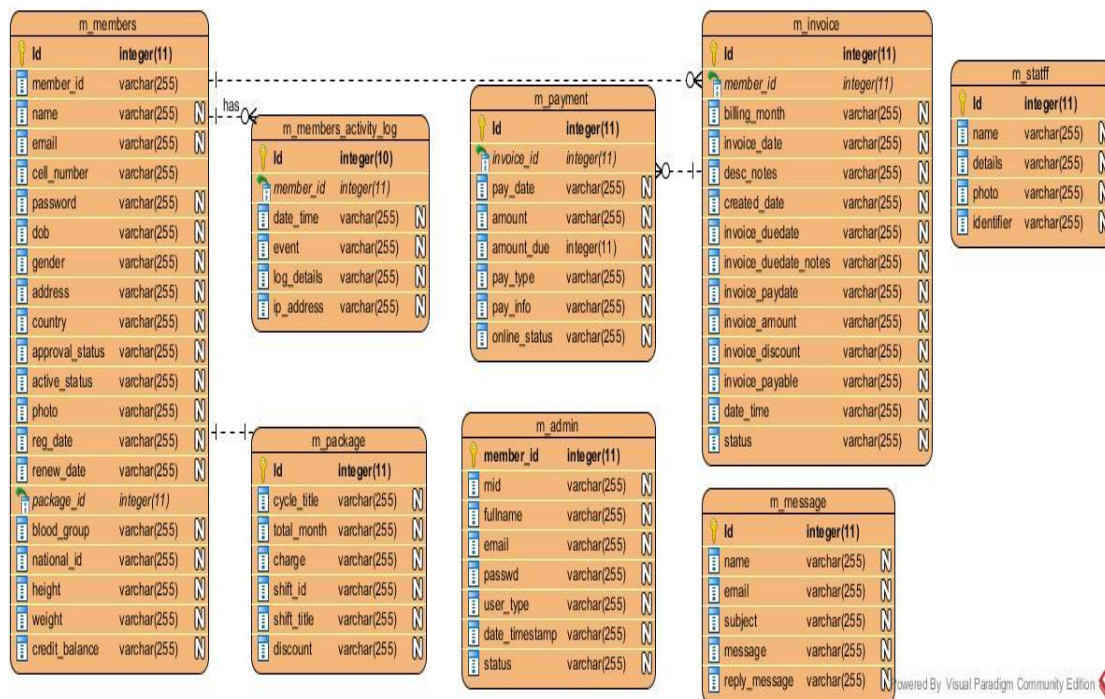 m_members
Id integer(11)
member_id varchar(255)
name varchar(255) N
email varchar(255) N
cell_number varchar(255)
password varchar(255) N
dob varchar(255) N
gender varchar(255) N
address varchar(255) N
country varchar(255) N
approval_status varchar(255) N
active_status varchar(255) N
photo varchar(255) N
reg_date varchar(255) N
renew_date varchar(255) N
package_id integer(11)
blood_group varchar(255) N
national_id varchar(255) N
height varchar(255) N
weight varchar(255) N
credit_balance varchar(255) N
has
m_members_activity_log
Id integer(10)
member_id integer(11)
date_time varchar(255) N
event varchar(255) N
log_details varchar(255) N
ip_address varchar(255) N
m_package
Id integer(11)
cycle_title varchar(255) N
total_month varchar(255) N
charge varchar(255) N
shift_id varchar(255) N
shift_title varchar(255) N
discount varchar(255) N
m_payment
Id integer(11)
invoice_id integer(11)
pay_date varchar(255) N
amount varchar(255) N
amount_due integer(11) N
pay_type varchar(255) N
pay_info varchar(255) N
online_status varchar(255) N
m_admin
member_id integer(11)
mid varchar(255) N
fullname varchar(255) N
email varchar(255) N
passwd varchar(255) N
user_type varchar(255) N
date_timestamp varchar(255) N
status varchar(255) N
m_invoice
Id integer(11)
member_id integer(11)
billing_month varchar(255) N
invoice_date varchar(255) N
desc_notes varchar(255) N
created_date varchar(255) N
invoice_duedate varchar(255) N
invoice_duedate_notes varchar(255) N
invoice_paydate varchar(255) N
invoice_amount varchar(255) N
invoice_discount varchar(255) N
invoice_payable varchar(255) N
date_time varchar(255) N
status varchar(255) N
m_message
Id integer(11)
name varchar(255) N
email varchar(255) N
subject varchar(255) N
message varchar(255) N
reply_message varchar(255) N
m_statff
Id integer(11)
name varchar(255) N
details varchar(255) N
photo varchar(255) N
identifier varchar(255) N
Powered By Visual Paradigm Community Edition